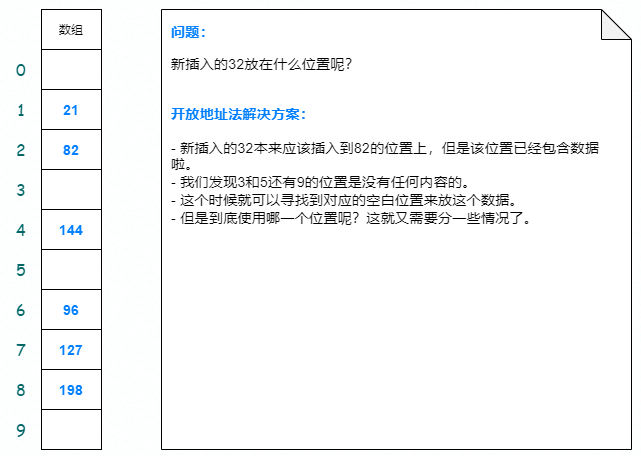 数组
0
1 21
2 82
3
4 144
5
6 96
7 127
8 198
9
问题：
新插入的32放在什么位置呢？
开放地址法解决方案：
- 新插入的32本来应该插入到82的位置上，但是该位置已经包含数据
啦。
- 我们发现3和5还有9的位置是没有任何内容的。
- 这个时候就可以寻找到对应的空白位置来放这个数据。
- 但是到底使用哪一个位置呢？这就又需要分一些情况了。